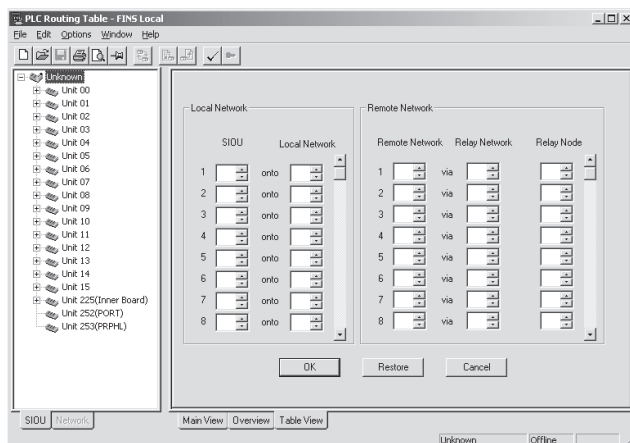 PLC Routing Table - FINS Local
File Edit Options Window Help
Unknown
Unit 00
Unit 01
Unit 02
Unit 03
Unit 04
Unit 05
Unit 06
Unit 07
Unit 08
Unit 09
Unit 10
Unit 11
Unit 12
Unit 13
Unit 14
Unit 15
Unit 225(Inner Board)
Unit 252(PORT)
Unit 253(PRPHL)
SIOU Network
Local Network
SIOU Local Network
1 onto
2 onto
3 onto
4 onto
5 onto
6 onto
7 onto
8 onto
Remote Network
Remote Network Relay Network Relay Node
1 via
2 via
3 via
4 via
5 via
6 via
7 via
8 via
OK Restore Cancel
Main View Overview Table View
Unknown Offline